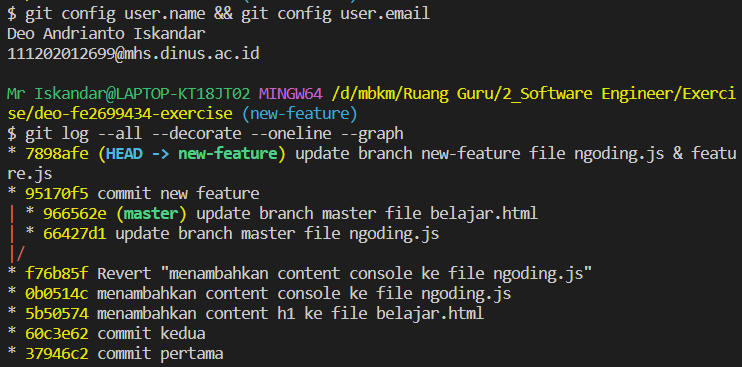 $ git config user.name && git config user.email
Deo Andrianto Iskandar
111202012699@mhs.dinus.ac.id
Mr Iskandar@LAPTOP-KT18JT02 MINGW64 /d/mbkm/Ruang Guru/2_Software Engineer/Exerci
se/deo-fe2699434-exercise (new-feature)
$ git log --all --decorate --oneline --graph
* 7898afe (HEAD -> new-feature) update branch new-feature file ngoding.js & featu
re.js
* 95170f5 commit new feature
| * 966562e (master) update branch master file belajar.html
| * 66427d1 update branch master file ngoding.js
|/
* f76b85f Revert "menambahkan content console ke file ngoding.js"
* 0b0514c menambahkan content console ke file ngoding.js
* 5b50574 menambahkan content h1 ke file belajar.html
* 60c3e62 commit kedua
* 37946c2 commit pertama